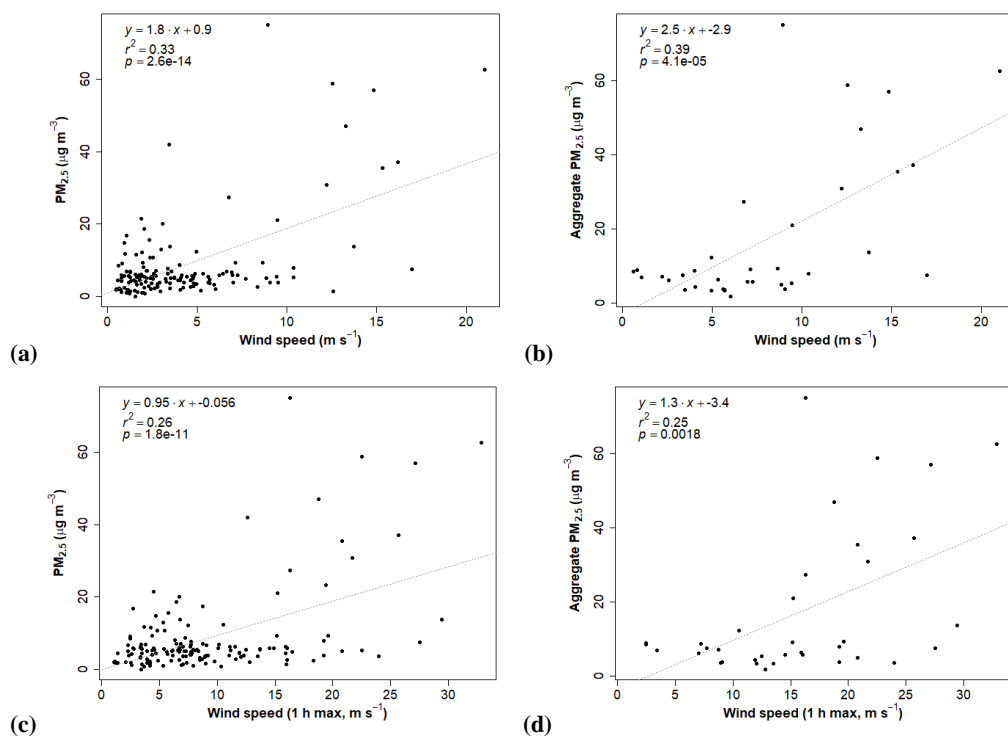 y = 1.8 · x + 0.9
r² = 0.33
p = 2.6e-14
PM₂.₅ (μg m⁻³)
60
40
20
0
0 5 10 15 20
Wind speed (m s⁻¹)
(a)
y = 2.5 · x + -2.9
r² = 0.39
p = 4.1e-05
Aggregate PM₂.₅ (μg m⁻³)
60
40
20
0
0 5 10 15 20
Wind speed (m s⁻¹)
(b)
y = 0.95 · x + -0.056
r² = 0.26
p = 1.8e-11
PM₂.₅ (μg m⁻³)
60
40
20
0
0 5 10 15 20 25 30
Wind speed (1 h max, m s⁻¹)
(c)
y = 1.3 · x + -3.4
r² = 0.25
p = 0.0018
Aggregate PM₂.₅ (μg m⁻³)
60
40
20
0
0 5 10 15 20 25 30
Wind speed (1 h max, m s⁻¹)
(d)